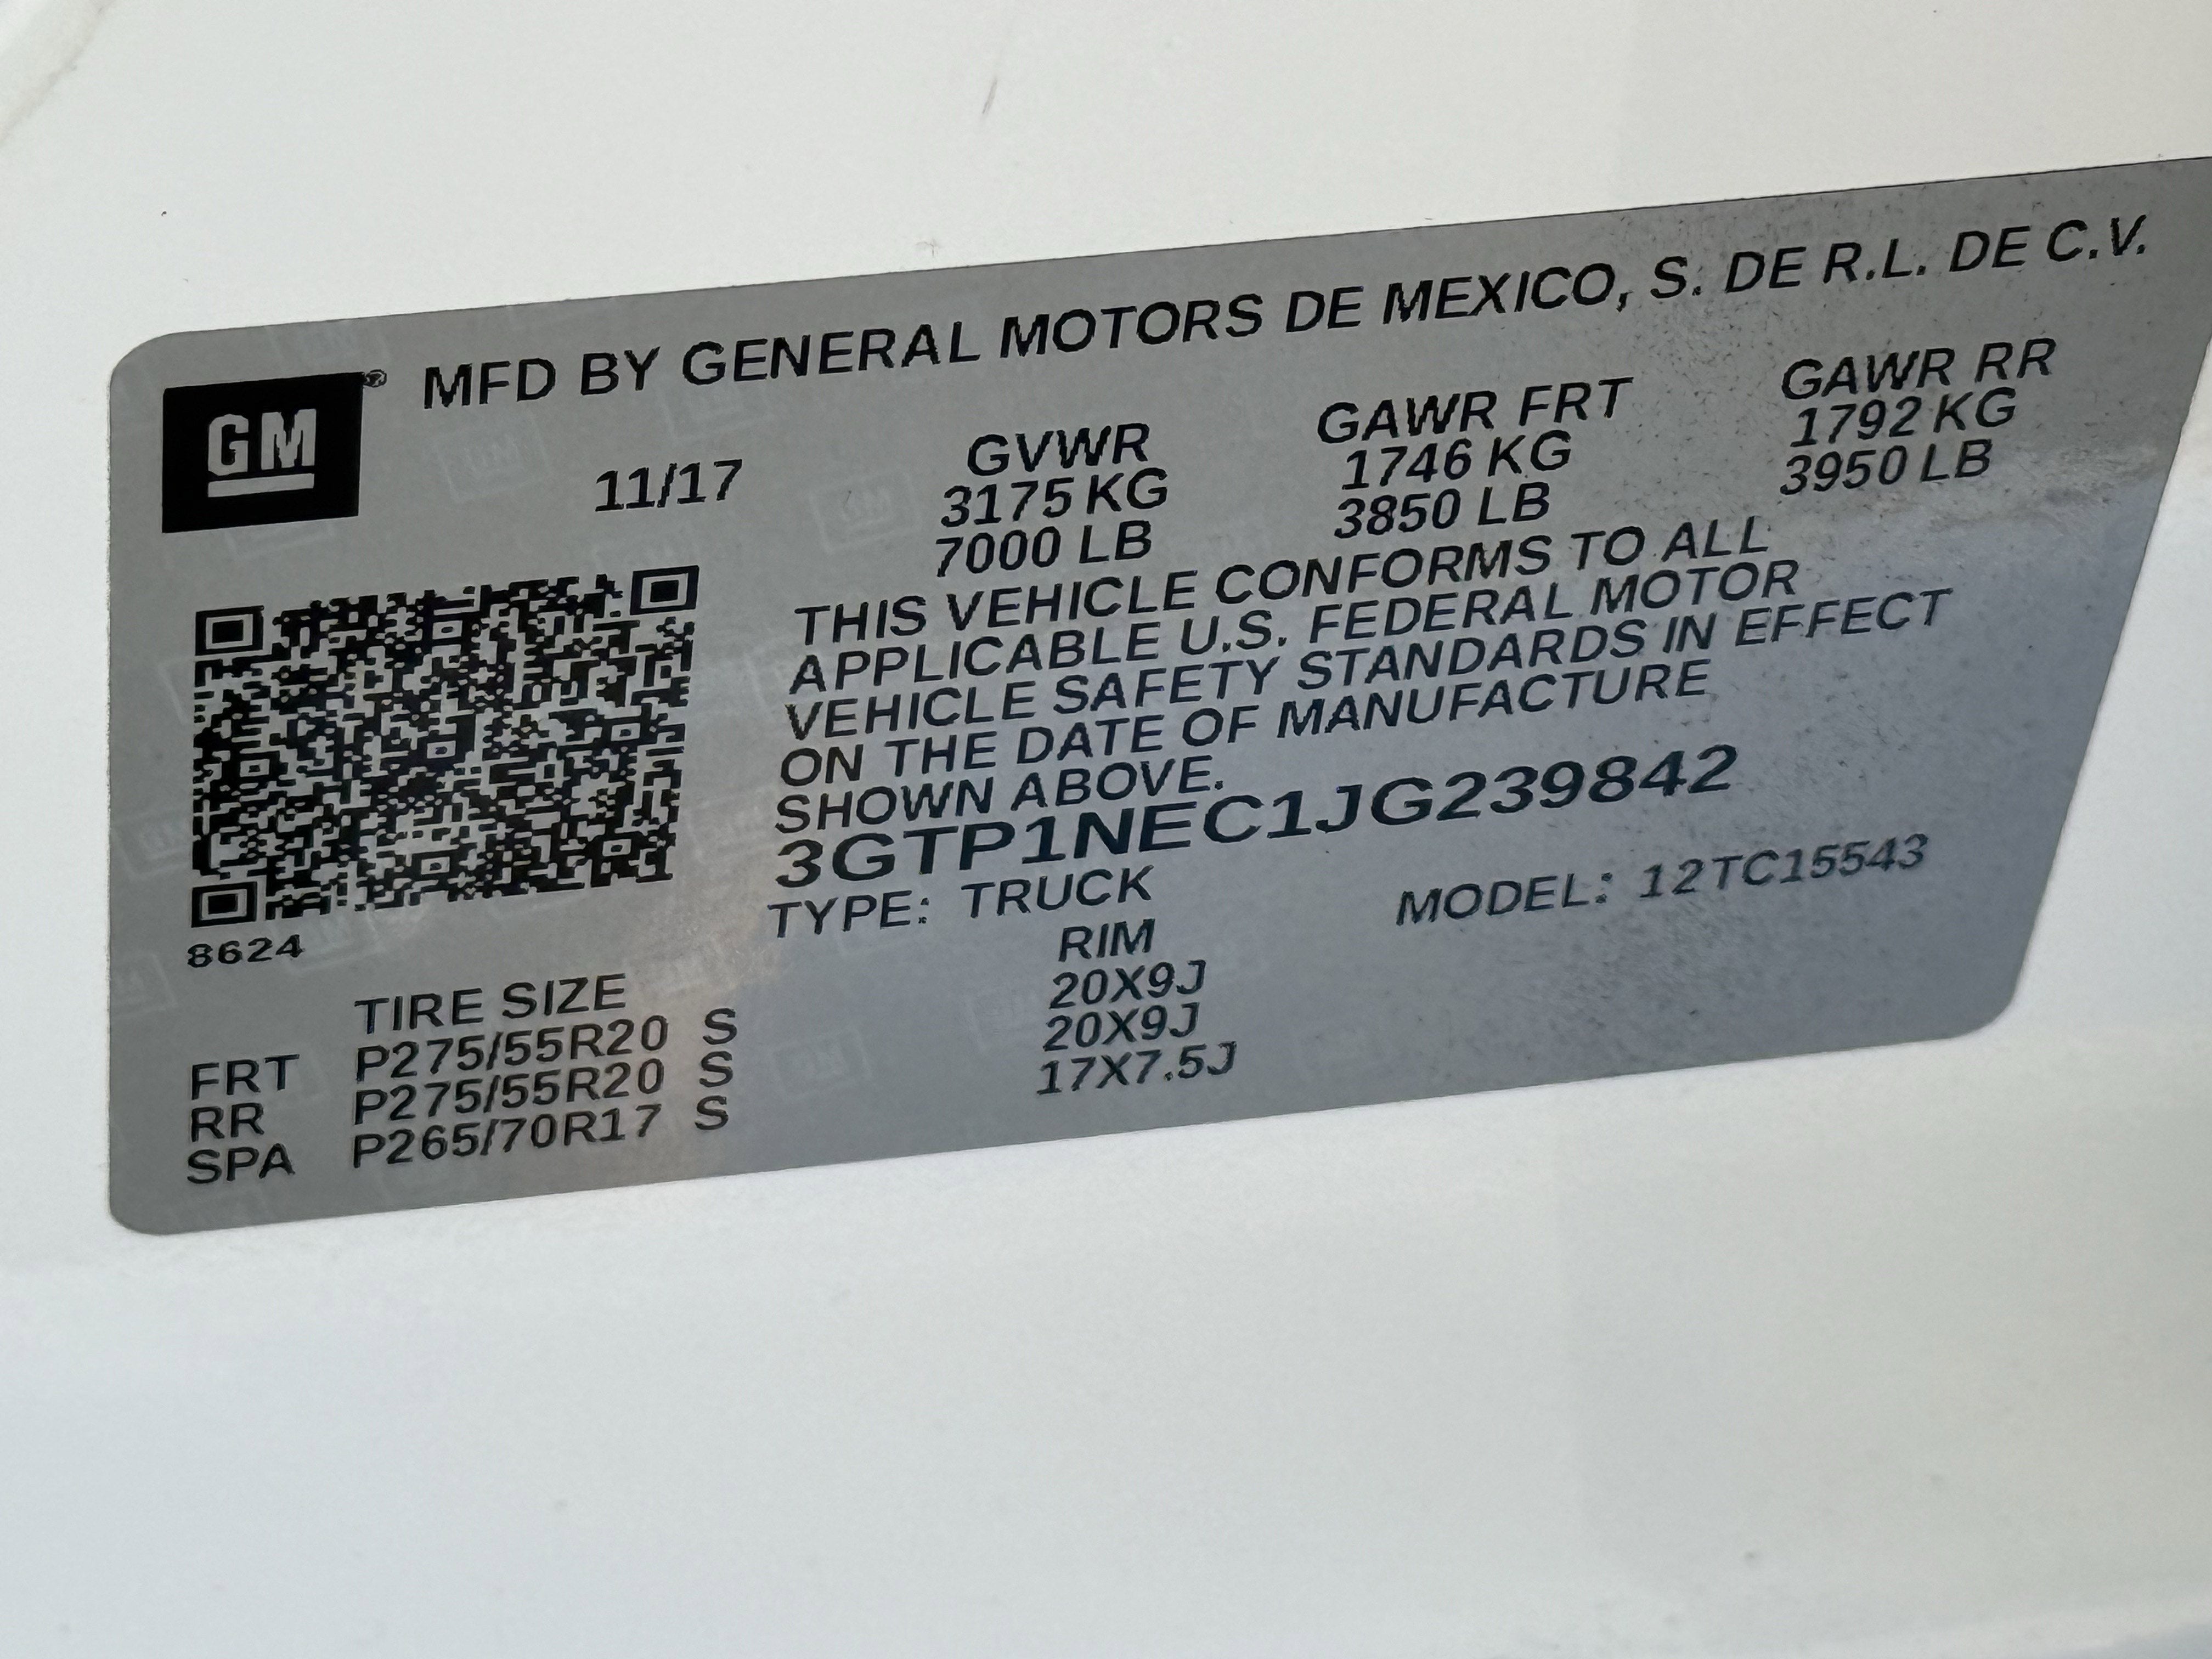 GM® MFD BY GENERAL MOTORS DE MEXICO, S. DE R.L. DE C.V.
11/17 GVWR GAWR FRT GAWR RR
3175 KG 1746 KG 1792 KG
7000 LB 3850 LB 3950 LB
THIS VEHICLE CONFORMS TO ALL
APPLICABLE U.S. FEDERAL MOTOR
VEHICLE SAFETY STANDARDS IN EFFECT
ON THE DATE OF MANUFACTURE
SHOWN ABOVE.
3GTP1NEC1JG239842
TYPE: TRUCK MODEL: 12TC15543
8624
TIRE SIZE RIM
FRT P275/55R20 S 20X9J
RR P275/55R20 S 20X9J
SPA P265/70R17 S 17X7.5J